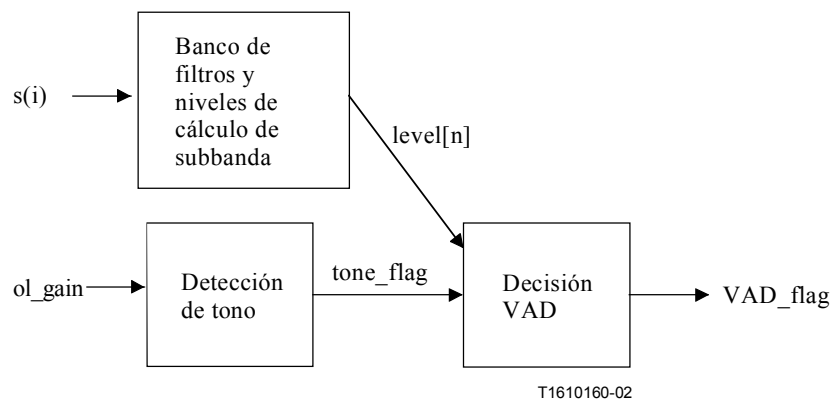 s(i)
Banco de
filtros y
niveles de
cálculo de
subbanda
level[n]
ol_gain
Detección
de tono
tone_flag
Decisión
VAD
VAD_flag
T1610160-02